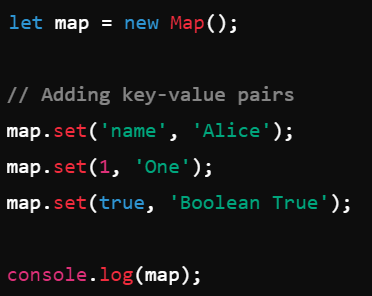 let map = new Map();
// Adding key-value pairs
map.set('name', 'Alice');
map.set(1, 'One');
map.set(true, 'Boolean True');
console.log(map);